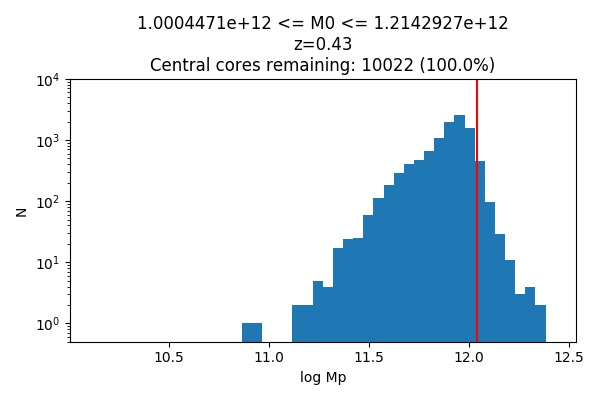 1.0004471e+12 <= M0 <= 1.2142927e+12
z=0.43
Central cores remaining: 10022 (100.0%)
10⁴
10³
10²
10¹
10⁰
N
10.5 11.0 11.5 12.0 12.5
log Mp